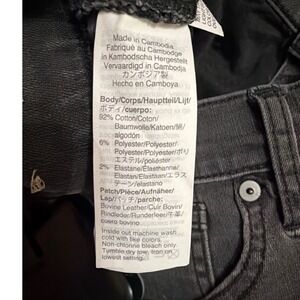 Made in Cambodia
Fabriqué au Cambodge
in Kambodscha Hergestellt
Vervaardigd in Cambodja
カンボジア製
Hecho en Camboya
Body/Corps/Hauptteil/Lijf/
ボディ/cuerpo:
92% Cotton/Coton/
Baumwolle/Katoen/綿/
algodón
6% Polyester/Polyester/
Polyester/Polyester/ポリ
エステル/poliéster
2% Elastane/Élasthanne/
Elastan/Elastaan/エラス
テーン/elastano
Patch/Pièce/Aufnäher/
Lap/パッチ/parche:
Bovine Leather/Cuir Bovin/
Rindleder/Runderleer/牛革/
cuero bovino
Inside out machine wash
cold with like colors.
Non-chlorine bleach only.
Tumble dry low. Iron on
lowest setting.